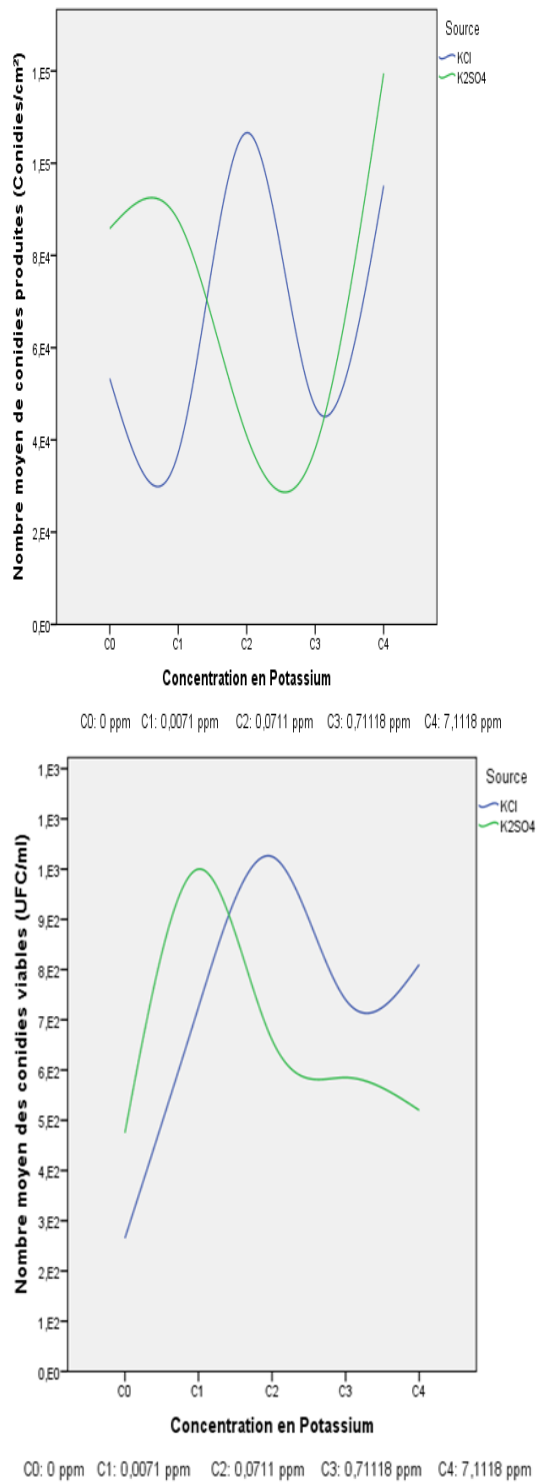 Source
KCl
K2SO4
Nombre moyen de conidies produites (Conidies/cm²)
1,E5
1,E5
8,E4
6,E4
4,E4
2,E4
0,E0
C0 C1 C2 C3 C4
Concentration en Potassium
C0: 0 ppm C1: 0,0071 ppm C2: 0,0711 ppm C3: 0,71118 ppm C4: 7,1118 ppm
Source
KCl
K2SO4
Nombre moyen des conidies viables (UFC/ml)
1,E3
1,E3
1,E3
9,E2
8,E2
7,E2
6,E2
5,E2
4,E2
3,E2
2,E2
1,E2
0,E0
C0 C1 C2 C3 C4
Concentration en Potassium
C0: 0 ppm C1: 0,0071 ppm C2: 0,0711 ppm C3: 0,71118 ppm C4: 7,1118 ppm